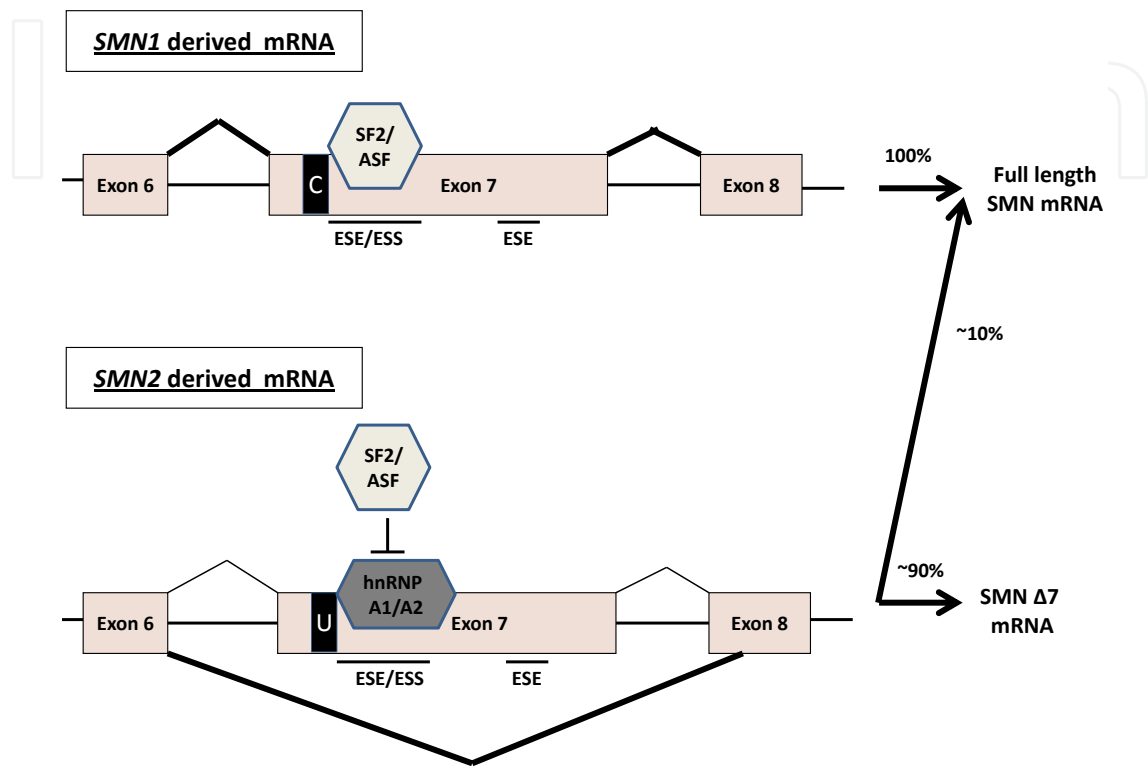 SMN1 derived mRNA
SF2/
ASF
100%
Exon 6
C
Exon 7
Exon 8
Full length
SMN mRNA
ESE/ESS
ESE
~10%
SMN2 derived mRNA
SF2/
ASF
hnRNP
A1/A2
~90%
Exon 6
U
Exon 7
Exon 8
SMN Δ7
mRNA
ESE/ESS
ESE